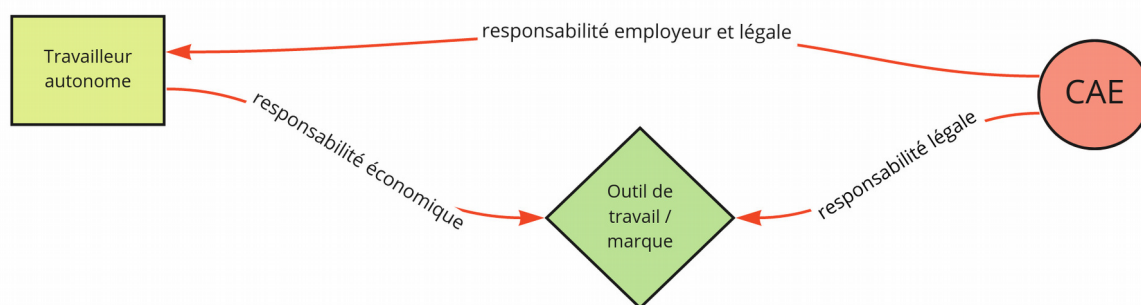 responsabilité employeur et légale
Travailleur
autonome
CAE
responsabilité économique
responsabilité légale
Outil de
travail /
marque